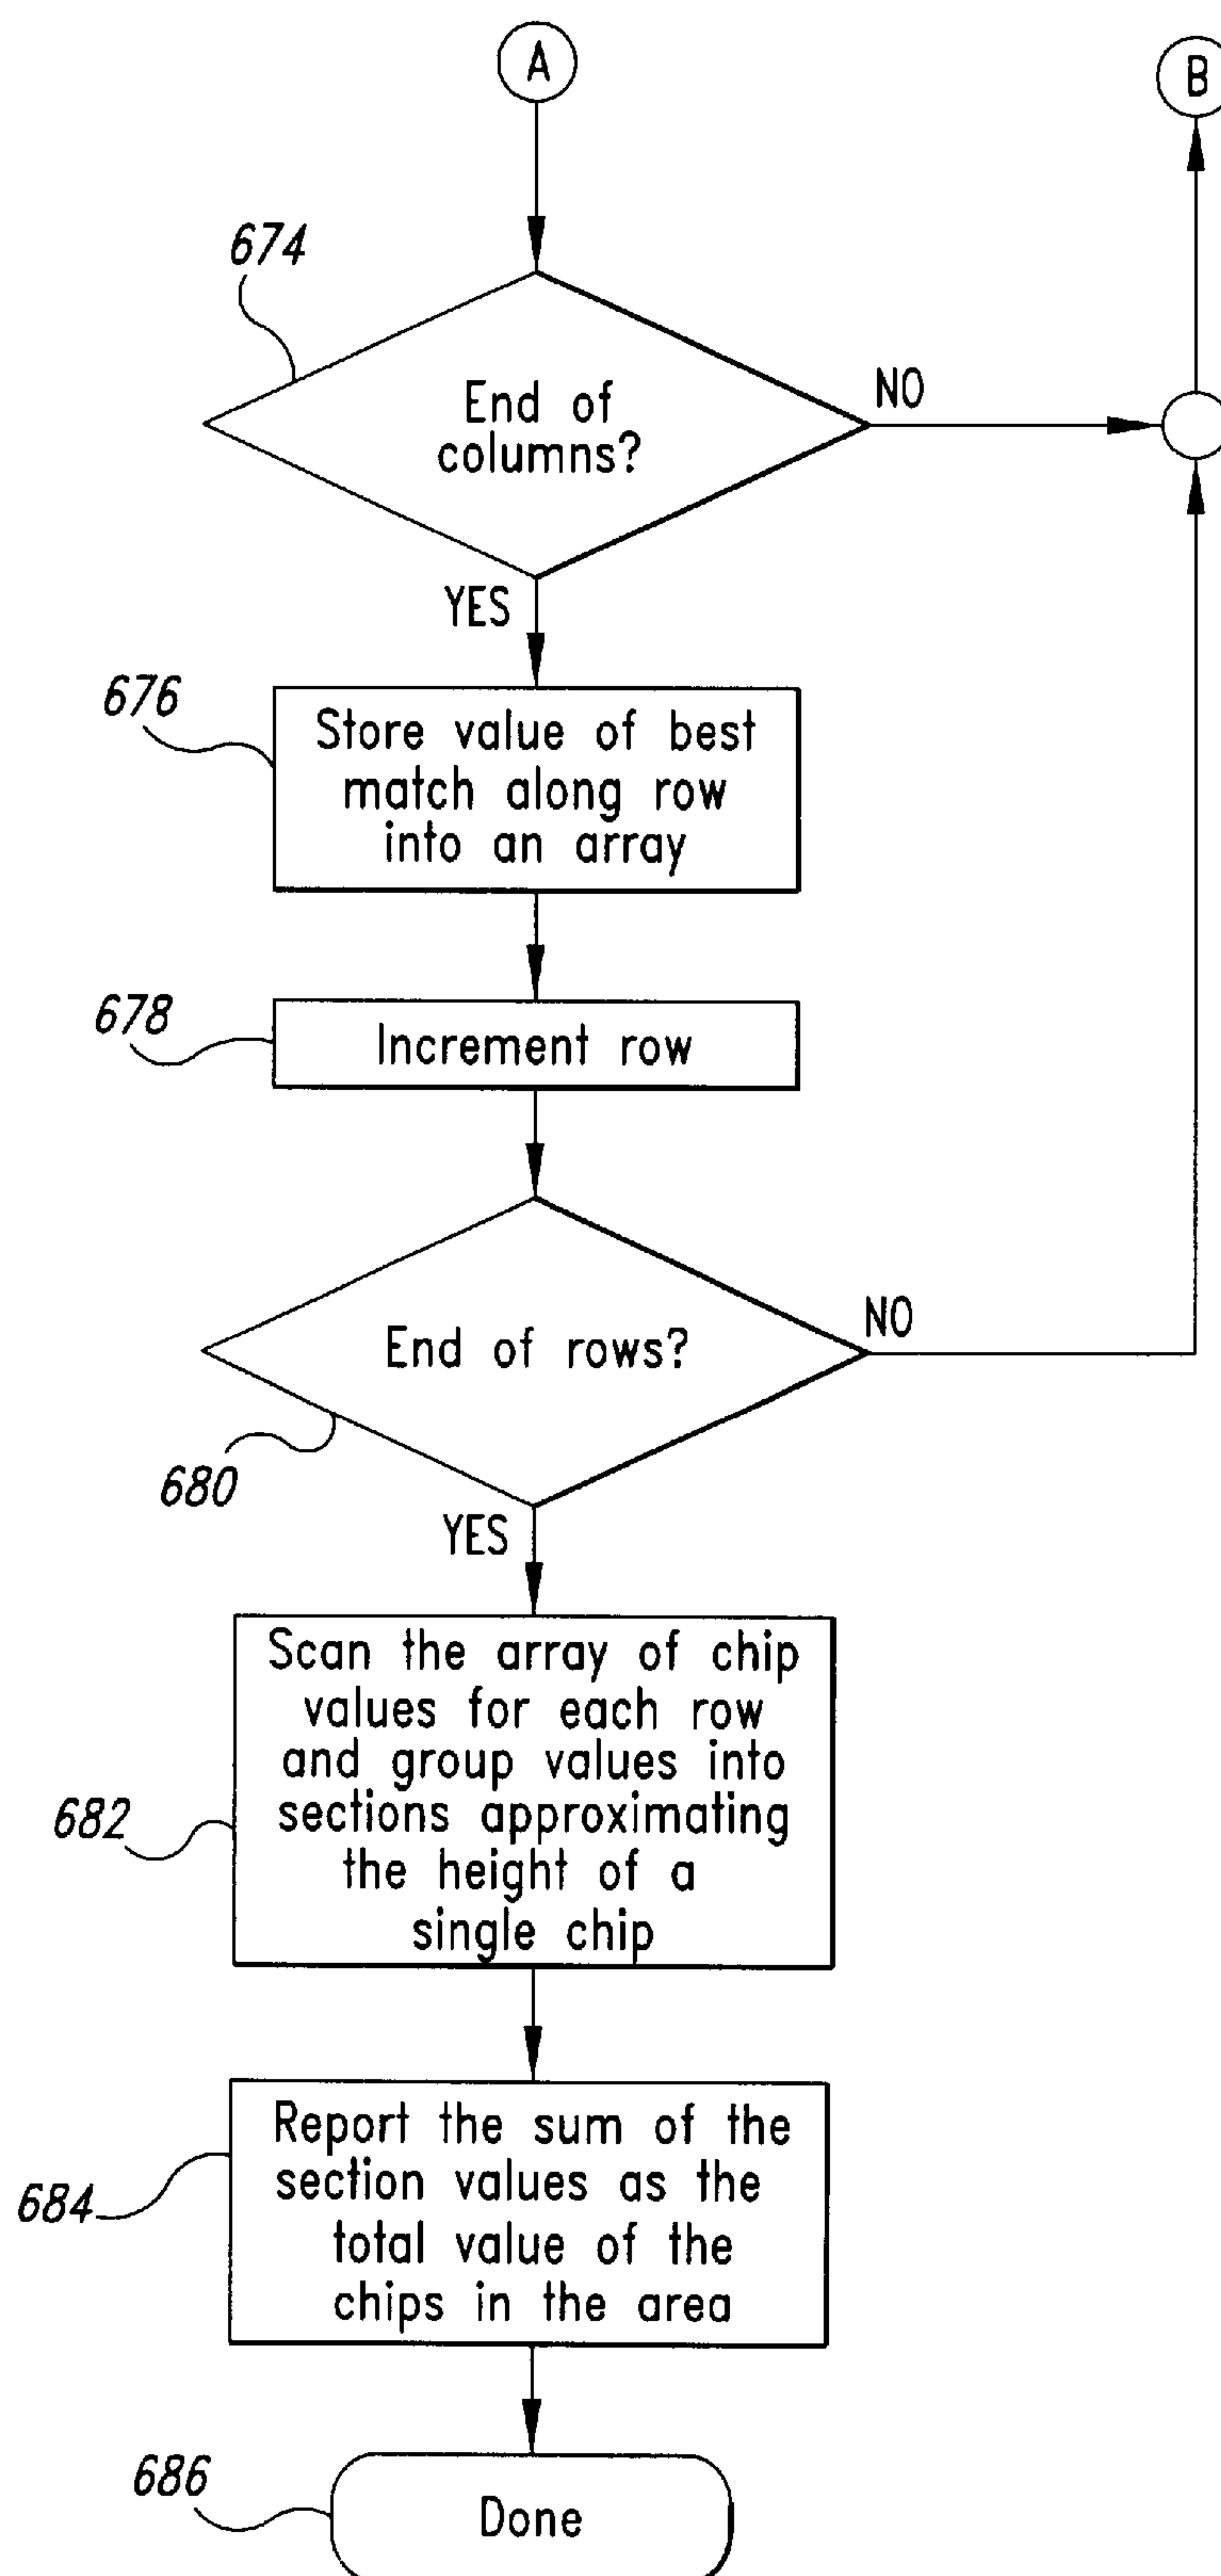 A
B
674
End of
columns?
NO
YES
676
Store value of best
match along row
into an array
678
Increment row
End of rows?
NO
680
YES
Scan the array of chip
values for each row
and group values into
sections approximating
the height of a
single chip
682
Report the sum of the
section values as the
total value of the
chips in the area
684
686
Done